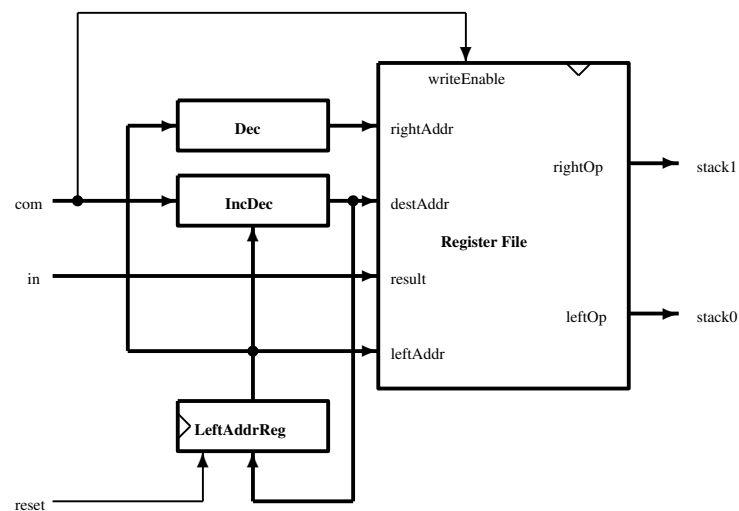 writeEnable
Dec
rightAddr
rightOp
stack1
com
IncDec
destAddr
Register File
in
result
leftOp
stack0
leftAddr
LeftAddrReg
reset